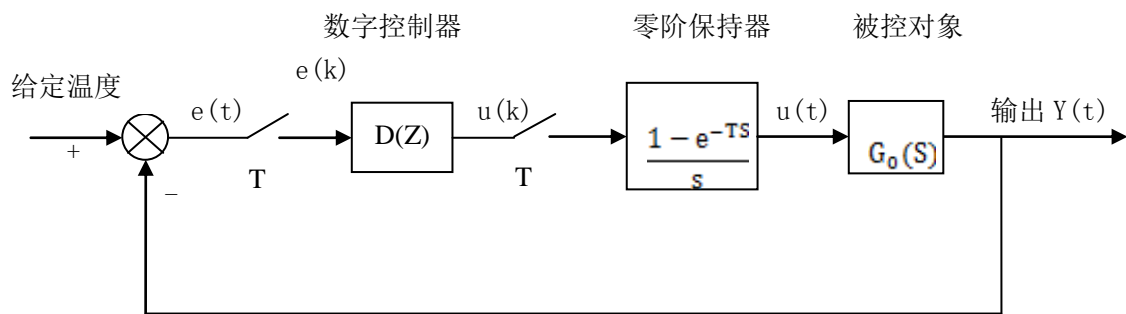 数字控制器
零阶保持器
被控对象
给定温度
e(k)
e(t)
u(k)
u(t)
输出Y(t)
+
−
T
D(Z)
T
1 − e^{-TS}
s
G₀(S)